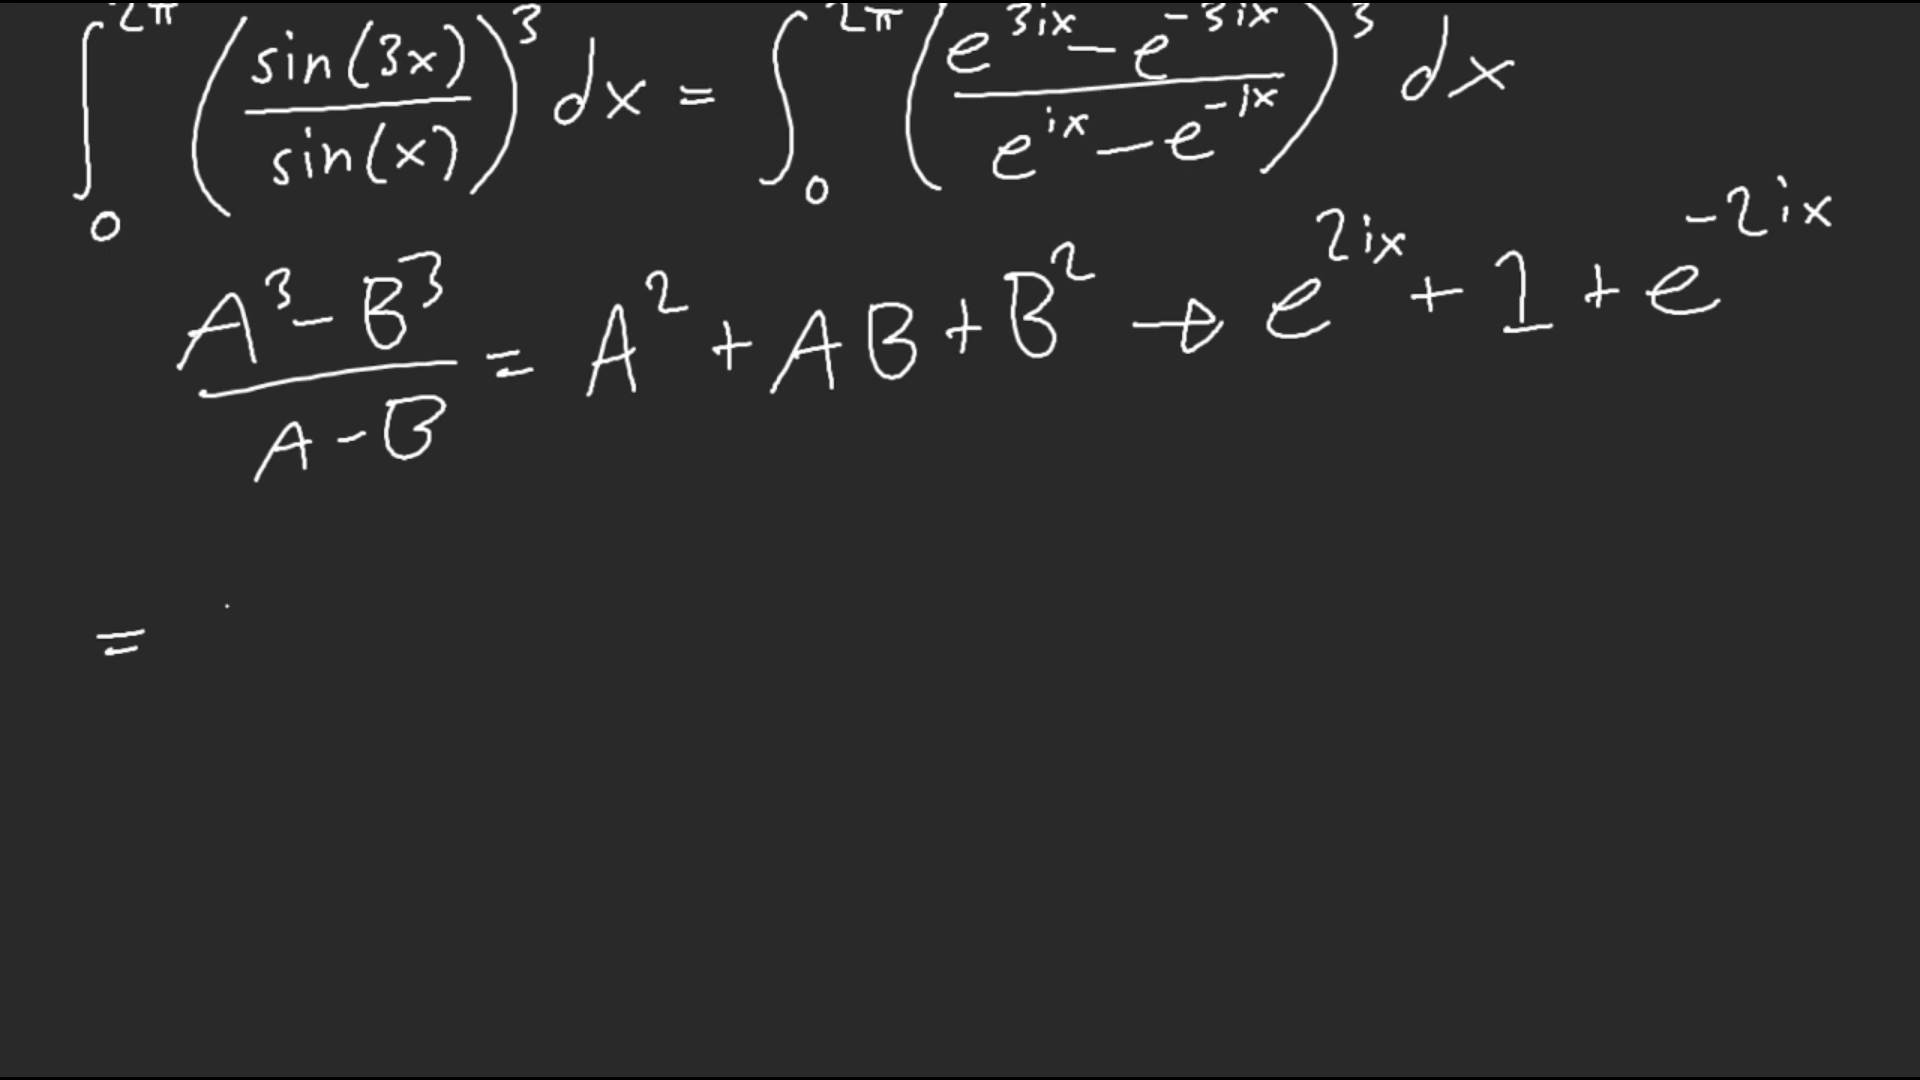 ∫₀^{2π} (sin(3x)/sin(x))³ dx = ∫₀^{2π} ((e^{3ix} − e^{−3ix})/(e^{ix} − e^{−ix}))³ dx
(A³ − B³)/(A − B) = A² + AB + B² → e^{2ix} + 1 + e^{−2ix}
=